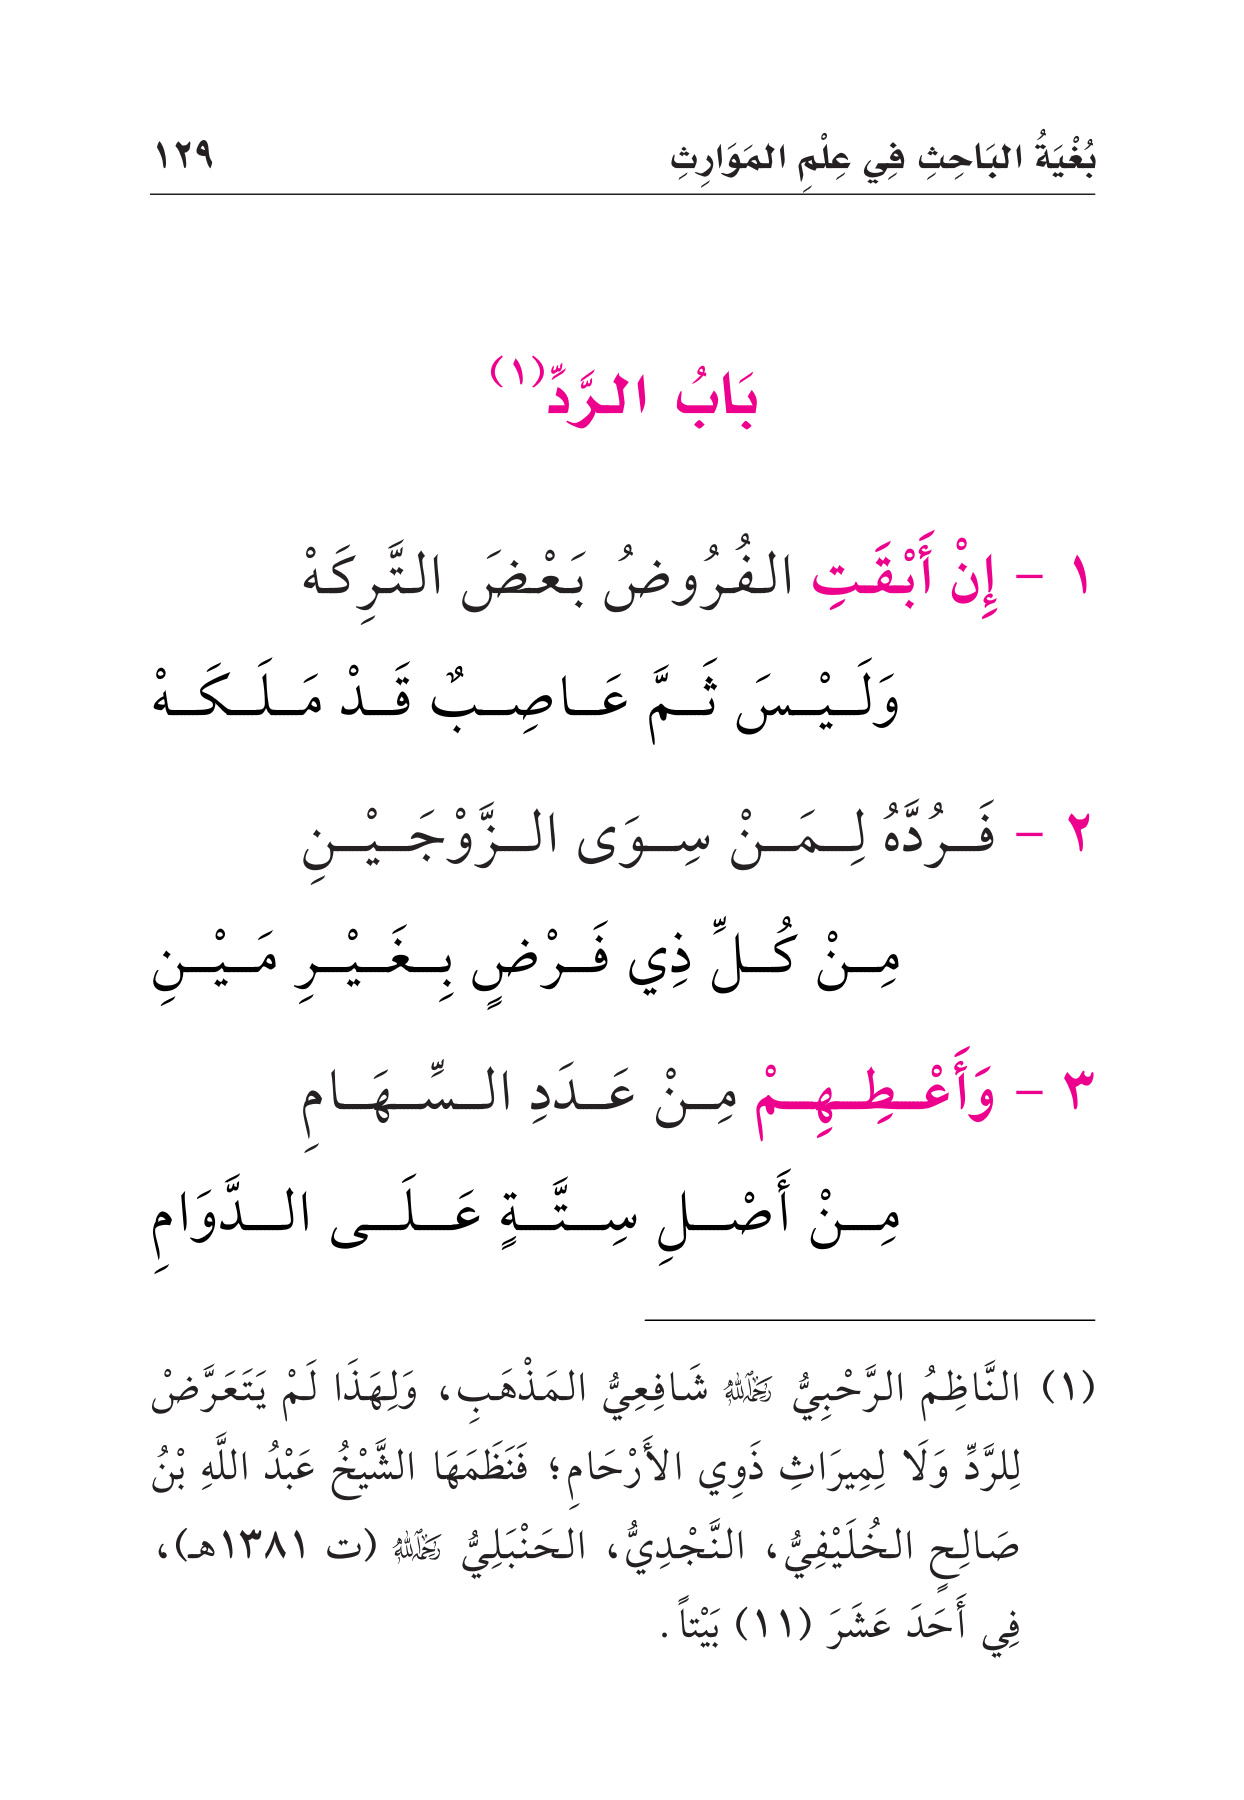 بُغْيَةُ البَاحِثِ فِي عِلْمِ المَوَارِثِ ١٢٩
بَابُ الرَّدِّ(١)
١ - إِنْ أَبْقَتِ الفُرُوضُ بَعْضَ التَّرِكَهْ
وَلَيْسَ ثَمَّ عَاصِبٌ قَدْ مَلَكَهْ
٢ - فَرُدَّهُ لِمَنْ سِوَى الزَّوْجَيْنِ
مِنْ كُلِّ ذِي فَرْضٍ بِغَيْرِ مَيْنِ
٣ - وَأَعْطِهِمْ مِنْ عَدَدِ السِّهَامِ
مِنْ أَصْلِ سِتَّةٍ عَلَى الدَّوَامِ
(١) النَّاظِمُ الرَّحْبِيُّ رَحِمَهُ اللَّهُ شَافِعِيُّ المَذْهَبِ، وَلِهَذَا لَمْ يَتَعَرَّضْ
لِلرَّدِّ وَلَا لِمِيرَاثِ ذَوِي الأَرْحَامِ؛ فَنَظَمَهَا الشَّيْخُ عَبْدُ اللَّهِ بْنُ
صَالِحٍ الخُلَيْفِيُّ، النَّجْدِيُّ، الحَنْبَلِيُّ رَحِمَهُ اللَّهُ (ت ١٣٨١هـ)،
فِي أَحَدَ عَشَرَ (١١) بَيْتاً.